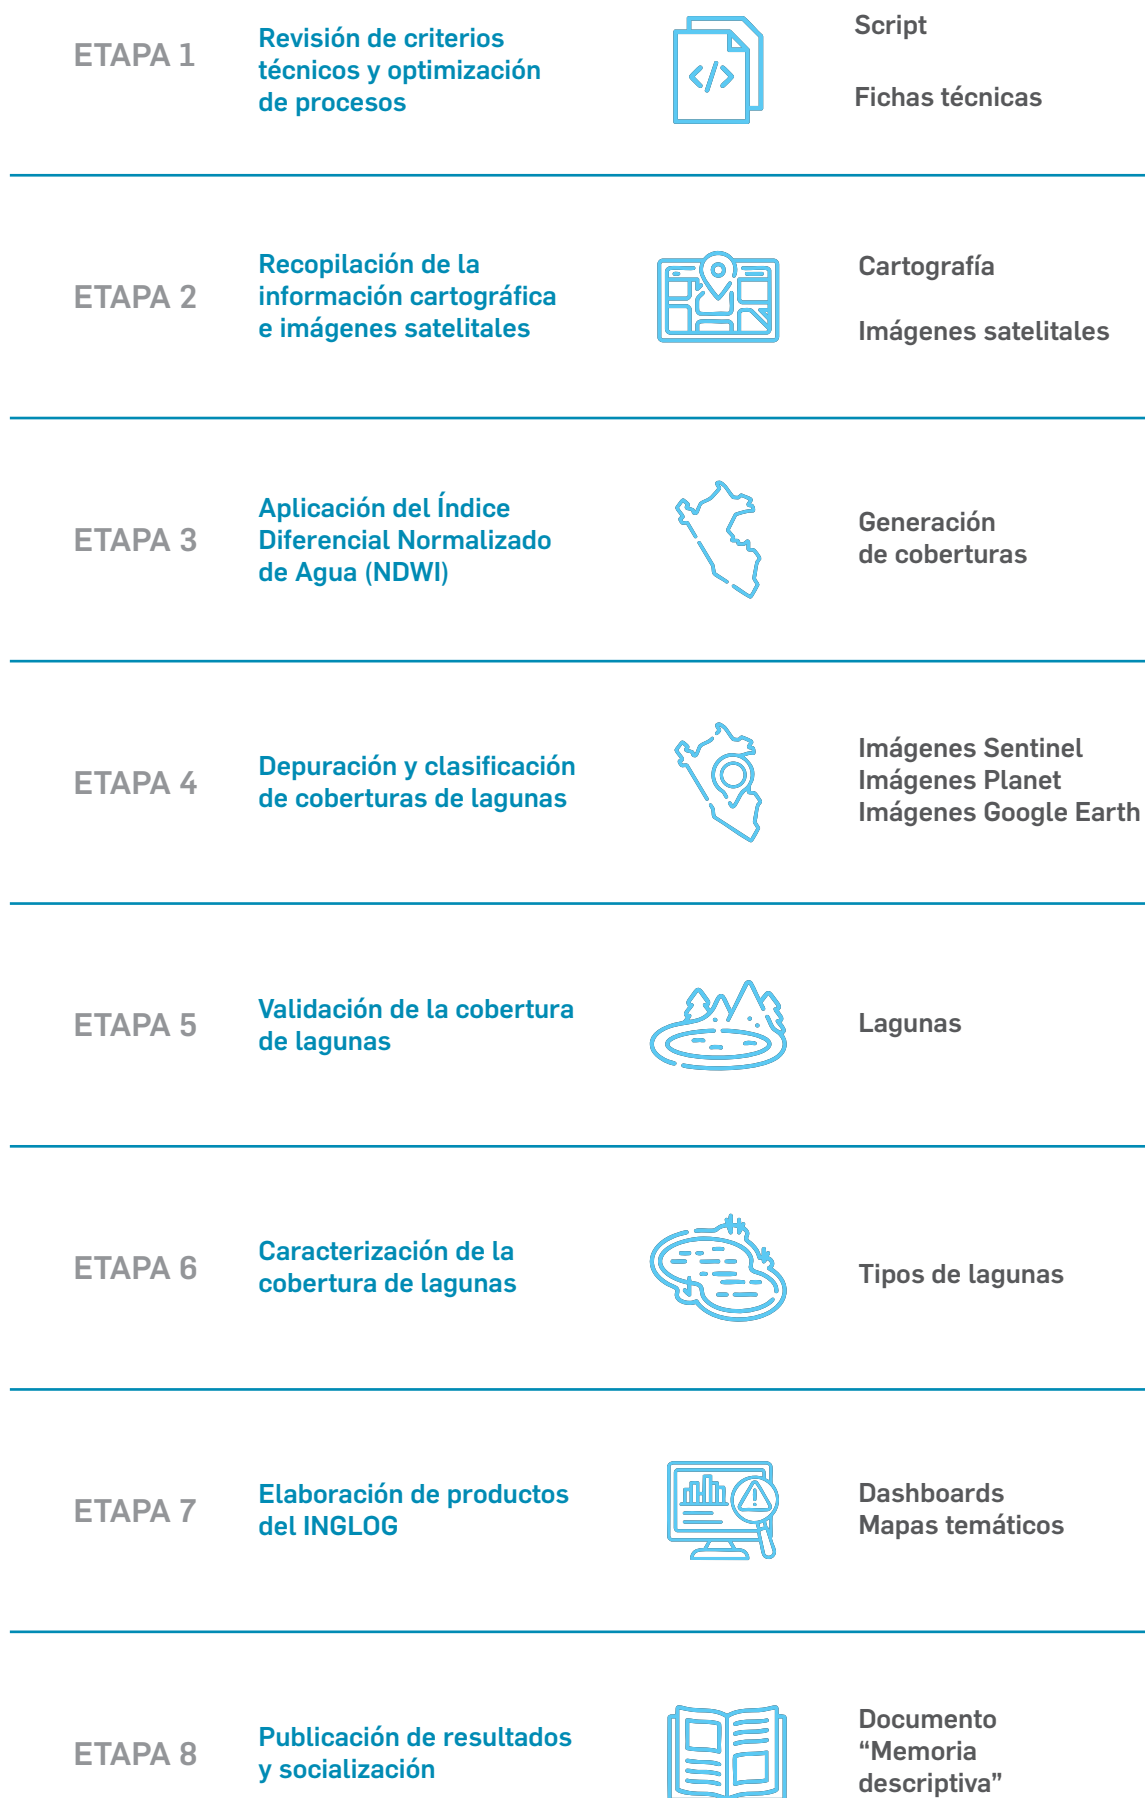 ETAPA 1
Revisión de criterios
técnicos y optimización
de procesos
Script
Fichas técnicas
ETAPA 2
Recopilación de la
información cartográfica
e imágenes satelitales
Cartografía
Imágenes satelitales
ETAPA 3
Aplicación del Índice
Diferencial Normalizado
de Agua (NDWI)
Generación
de coberturas
ETAPA 4
Depuración y clasificación
de coberturas de lagunas
Imágenes Sentinel
Imágenes Planet
Imágenes Google Earth
ETAPA 5
Validación de la cobertura
de lagunas
Lagunas
ETAPA 6
Caracterización de la
cobertura de lagunas
Tipos de lagunas
ETAPA 7
Elaboración de productos
del INGLOG
Dashboards
Mapas temáticos
ETAPA 8
Publicación de resultados
y socialización
Documento
“Memoria
descriptiva”